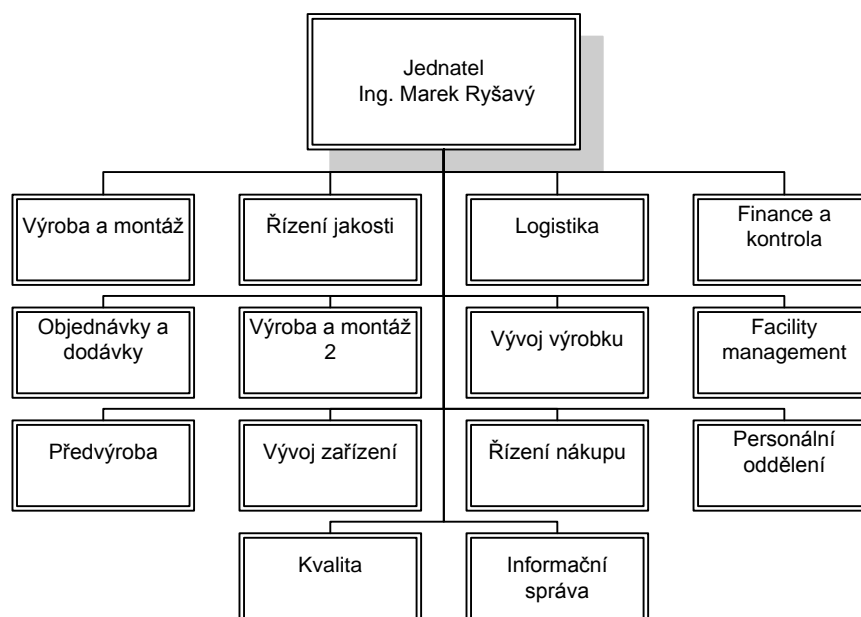 Jednatel
Ing. Marek Ryšavý
Výroba a montáž
Řízení jakosti
Logistika
Finance a
kontrola
Objednávky a
dodávky
Výroba a montáž
2
Vývoj výrobku
Facility
management
Předvýroba
Vývoj zařízení
Řízení nákupu
Personální
oddělení
Kvalita
Informační
správa